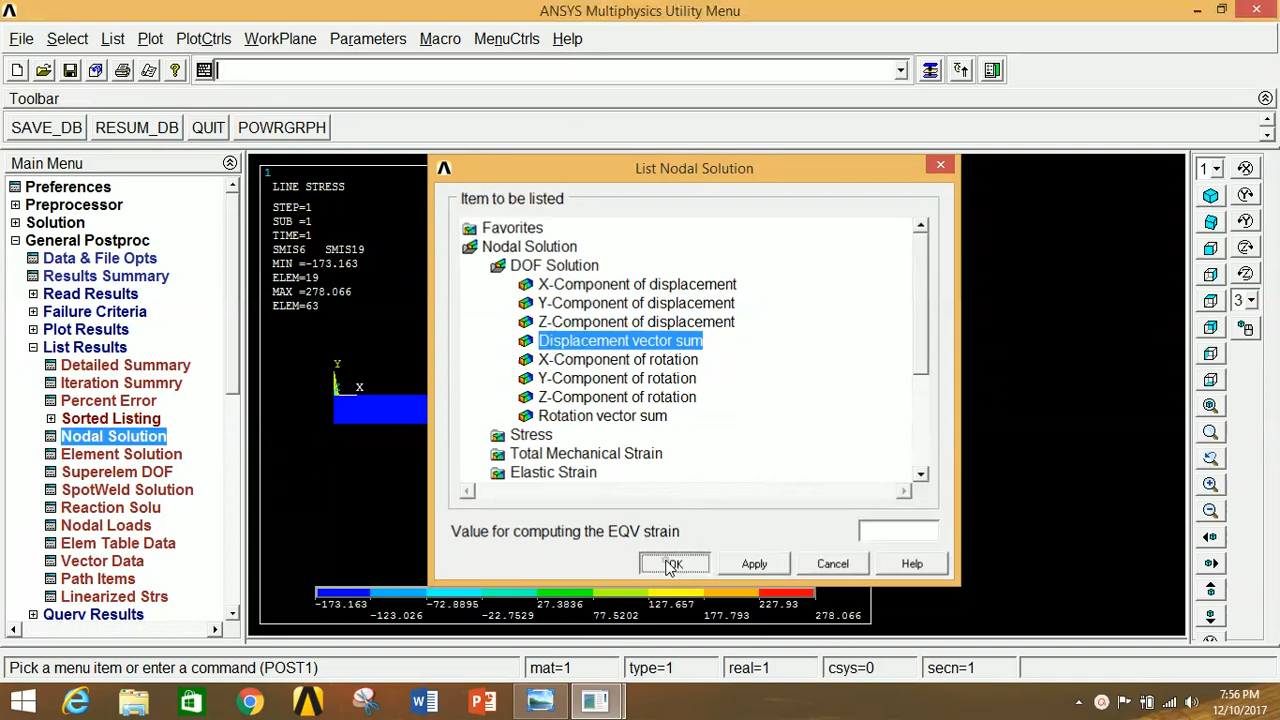 ANSYS Multiphysics Utility Menu
File Select List Plot PlotCtrls WorkPlane Parameters Macro MenuCtrls Help
Toolbar
SAVE_DB RESUM_DB QUIT POWRGRPH
Main Menu
Preferences
Preprocessor
Solution
General Postproc
Data & File Opts
Results Summary
Read Results
Failure Criteria
Plot Results
List Results
Detailed Summary
Iteration Summry
Percent Error
Sorted Listing
Nodal Solution
Element Solution
Superelem DOF
SpotWeld Solution
Reaction Solu
Nodal Loads
Elem Table Data
Vector Data
Path Items
Linearized Strs
Query Results
1
LINE STRESS
STEP=1
SUB =1
TIME=1
SMIS6 SMIS19
MIN =-173.163
ELEM=19
MAX =278.066
ELEM=63
Y
X
List Nodal Solution
Item to be listed
Favorites
Nodal Solution
DOF Solution
X-Component of displacement
Y-Component of displacement
Z-Component of displacement
Displacement vector sum
X-Component of rotation
Y-Component of rotation
Z-Component of rotation
Rotation vector sum
Stress
Total Mechanical Strain
Elastic Strain
Value for computing the EQV strain
OK Apply Cancel Help
-173.163 -72.8895 27.3836 127.657 227.93
-123.026 -22.7529 77.5202 177.793 278.066
1
3
Pick a menu item or enter a command (POST1) mat=1 type=1 real=1 csys=0 secn=1
7:56 PM
12/10/2017